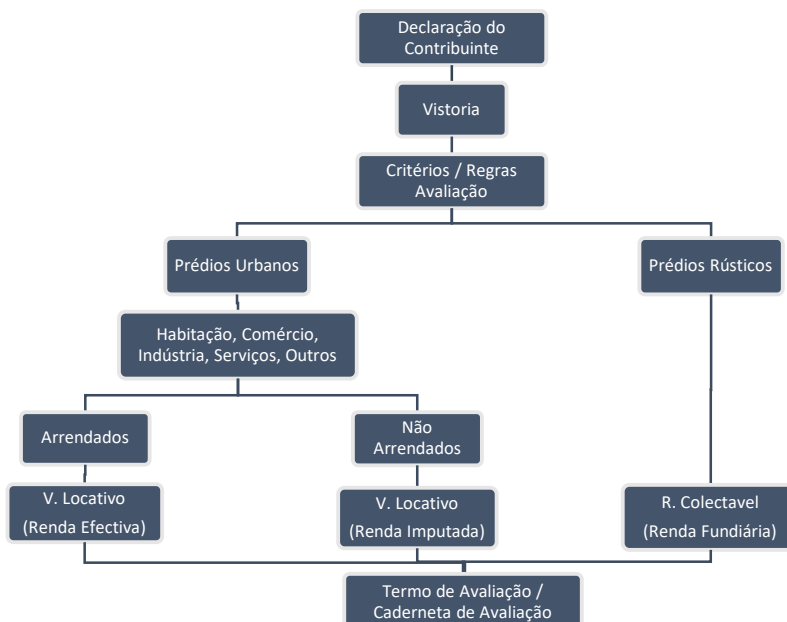 Declaração do
Contribuinte
Vistoria
Critérios / Regras
Avaliação
Prédios Urbanos
Prédios Rústicos
Habitação, Comércio,
Indústria, Serviços, Outros
Arrendados
Não
Arrendados
V. Locativo
(Renda Efectiva)
V. Locativo
(Renda Imputada)
R. Colectavel
(Renda Fundiária)
Termo de Avaliação /
Caderneta de Avaliação